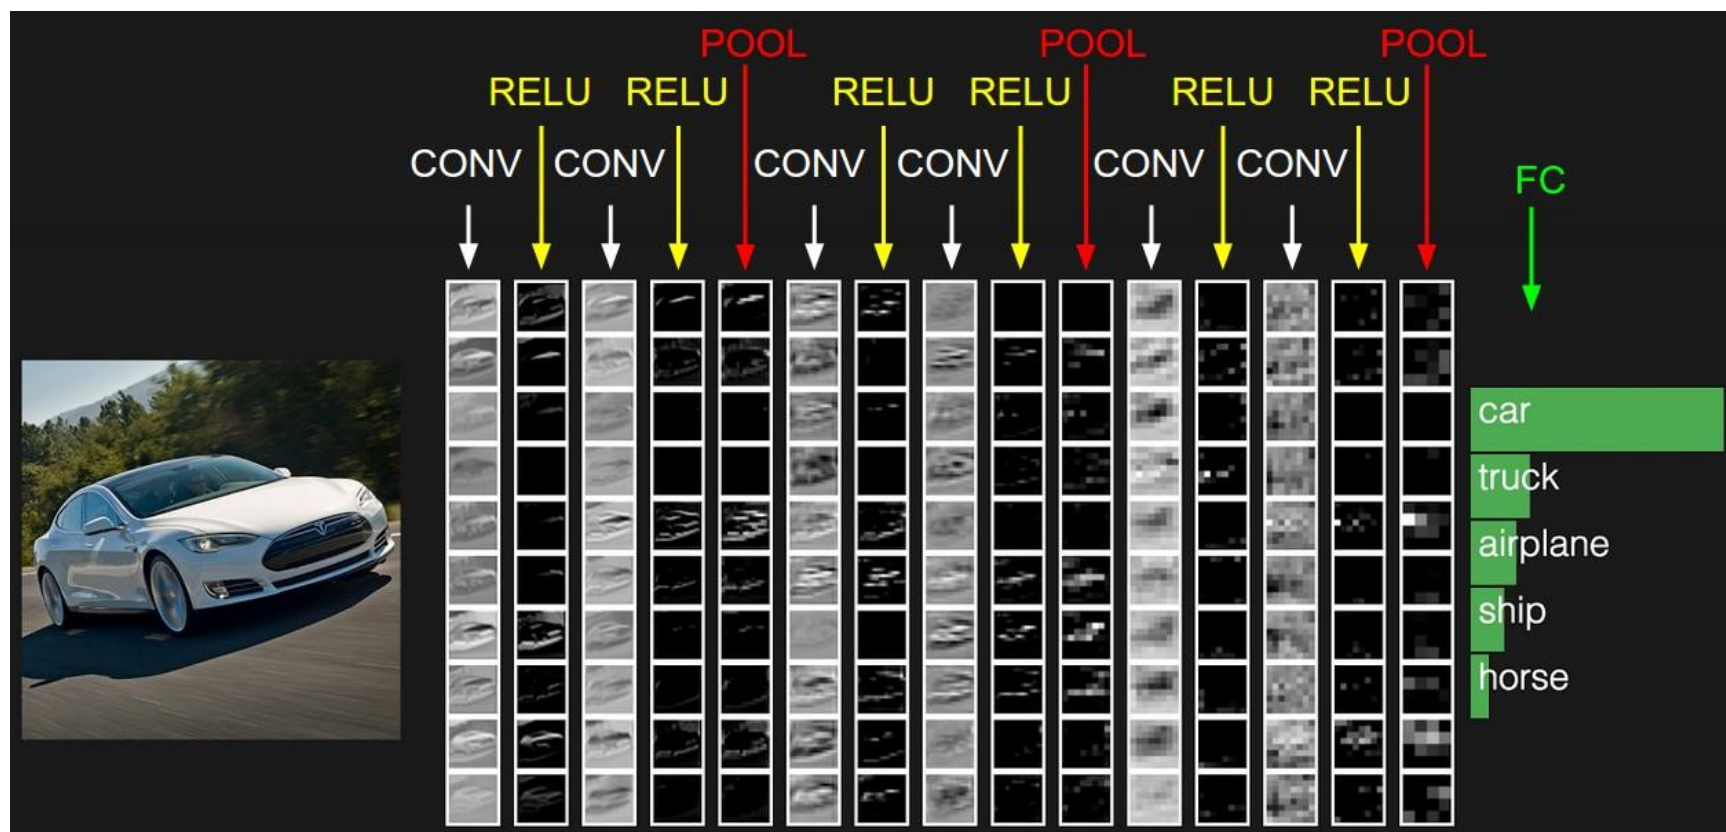 POOL POOL POOL
RELU RELU RELU RELU RELU RELU
CONV CONV CONV CONV CONV CONV
FC
car
truck
airplane
ship
horse